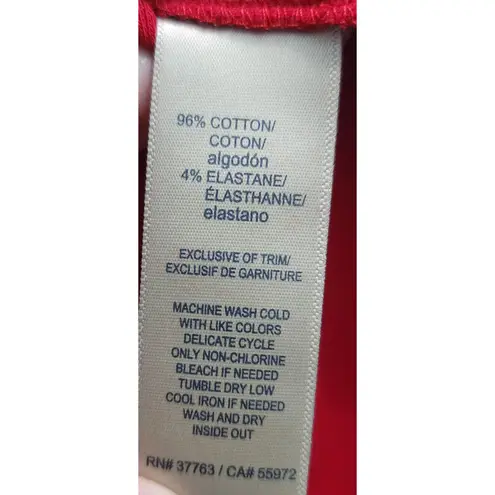 96% COTTON/
COTON/
algodón
4% ELASTANE/
ÉLASTHANNE/
elastano
EXCLUSIVE OF TRIM/
EXCLUSIF DE GARNITURE
MACHINE WASH COLD
WITH LIKE COLORS
DELICATE CYCLE
ONLY NON-CHLORINE
BLEACH IF NEEDED
TUMBLE DRY LOW
COOL IRON IF NEEDED
WASH AND DRY
INSIDE OUT
RN# 37763 / CA# 55972